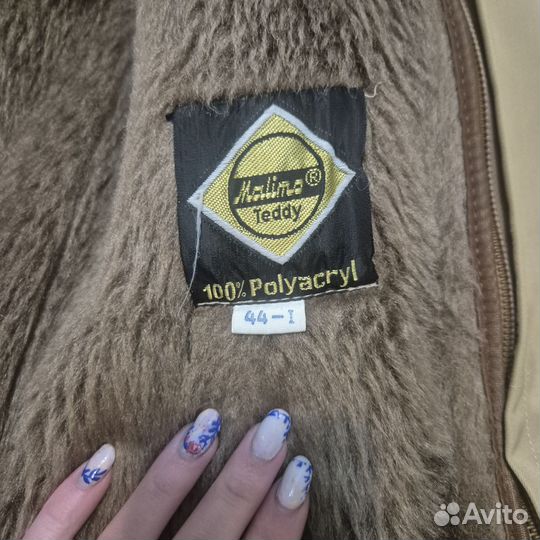 Malimo®
Teddy
100% Polyacryl
44-I
Avito